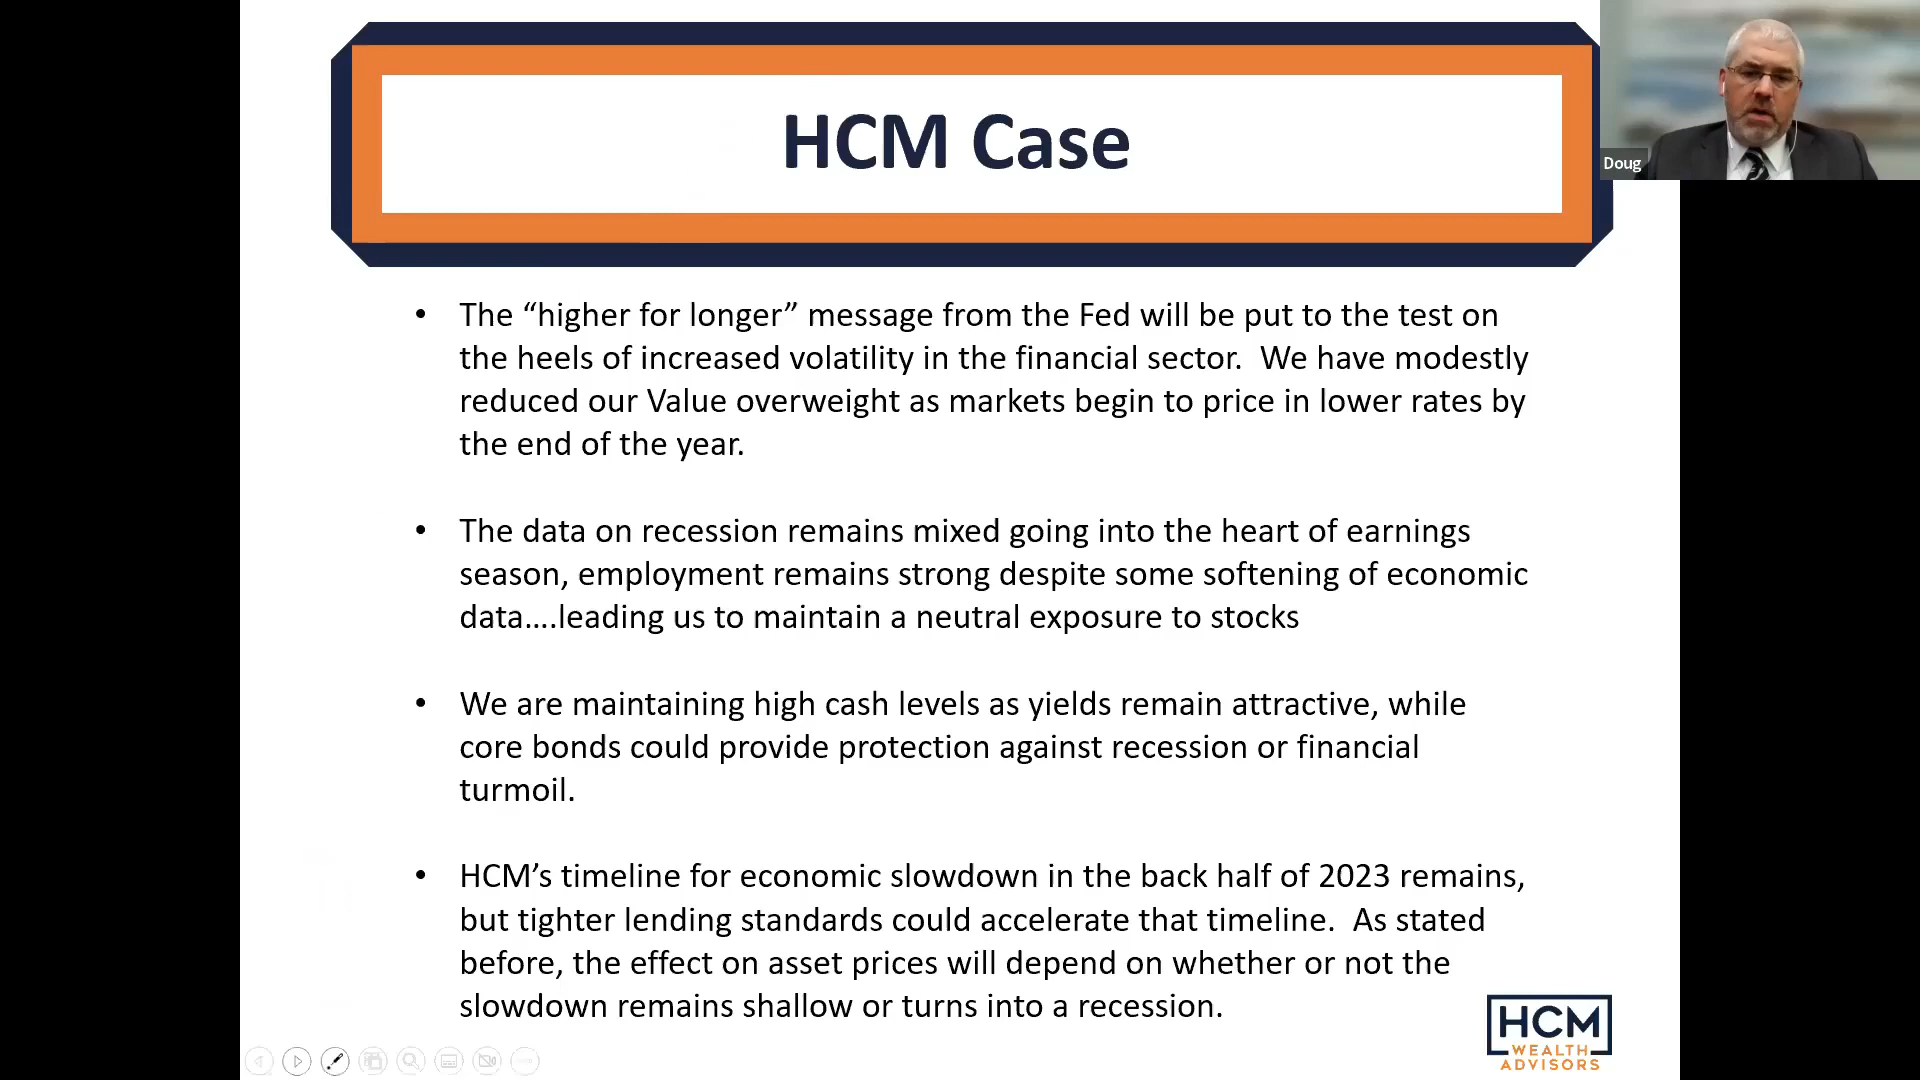 HCM Case
Doug
• The “higher for longer” message from the Fed will be put to the test on
the heels of increased volatility in the financial sector.  We have modestly
reduced our Value overweight as markets begin to price in lower rates by
the end of the year.
• The data on recession remains mixed going into the heart of earnings
season, employment remains strong despite some softening of economic
data….leading us to maintain a neutral exposure to stocks
• We are maintaining high cash levels as yields remain attractive, while
core bonds could provide protection against recession or financial
turmoil.
• HCM’s timeline for economic slowdown in the back half of 2023 remains,
but tighter lending standards could accelerate that timeline.  As stated
before, the effect on asset prices will depend on whether or not the
slowdown remains shallow or turns into a recession.
HCM
WEALTH
ADVISORS